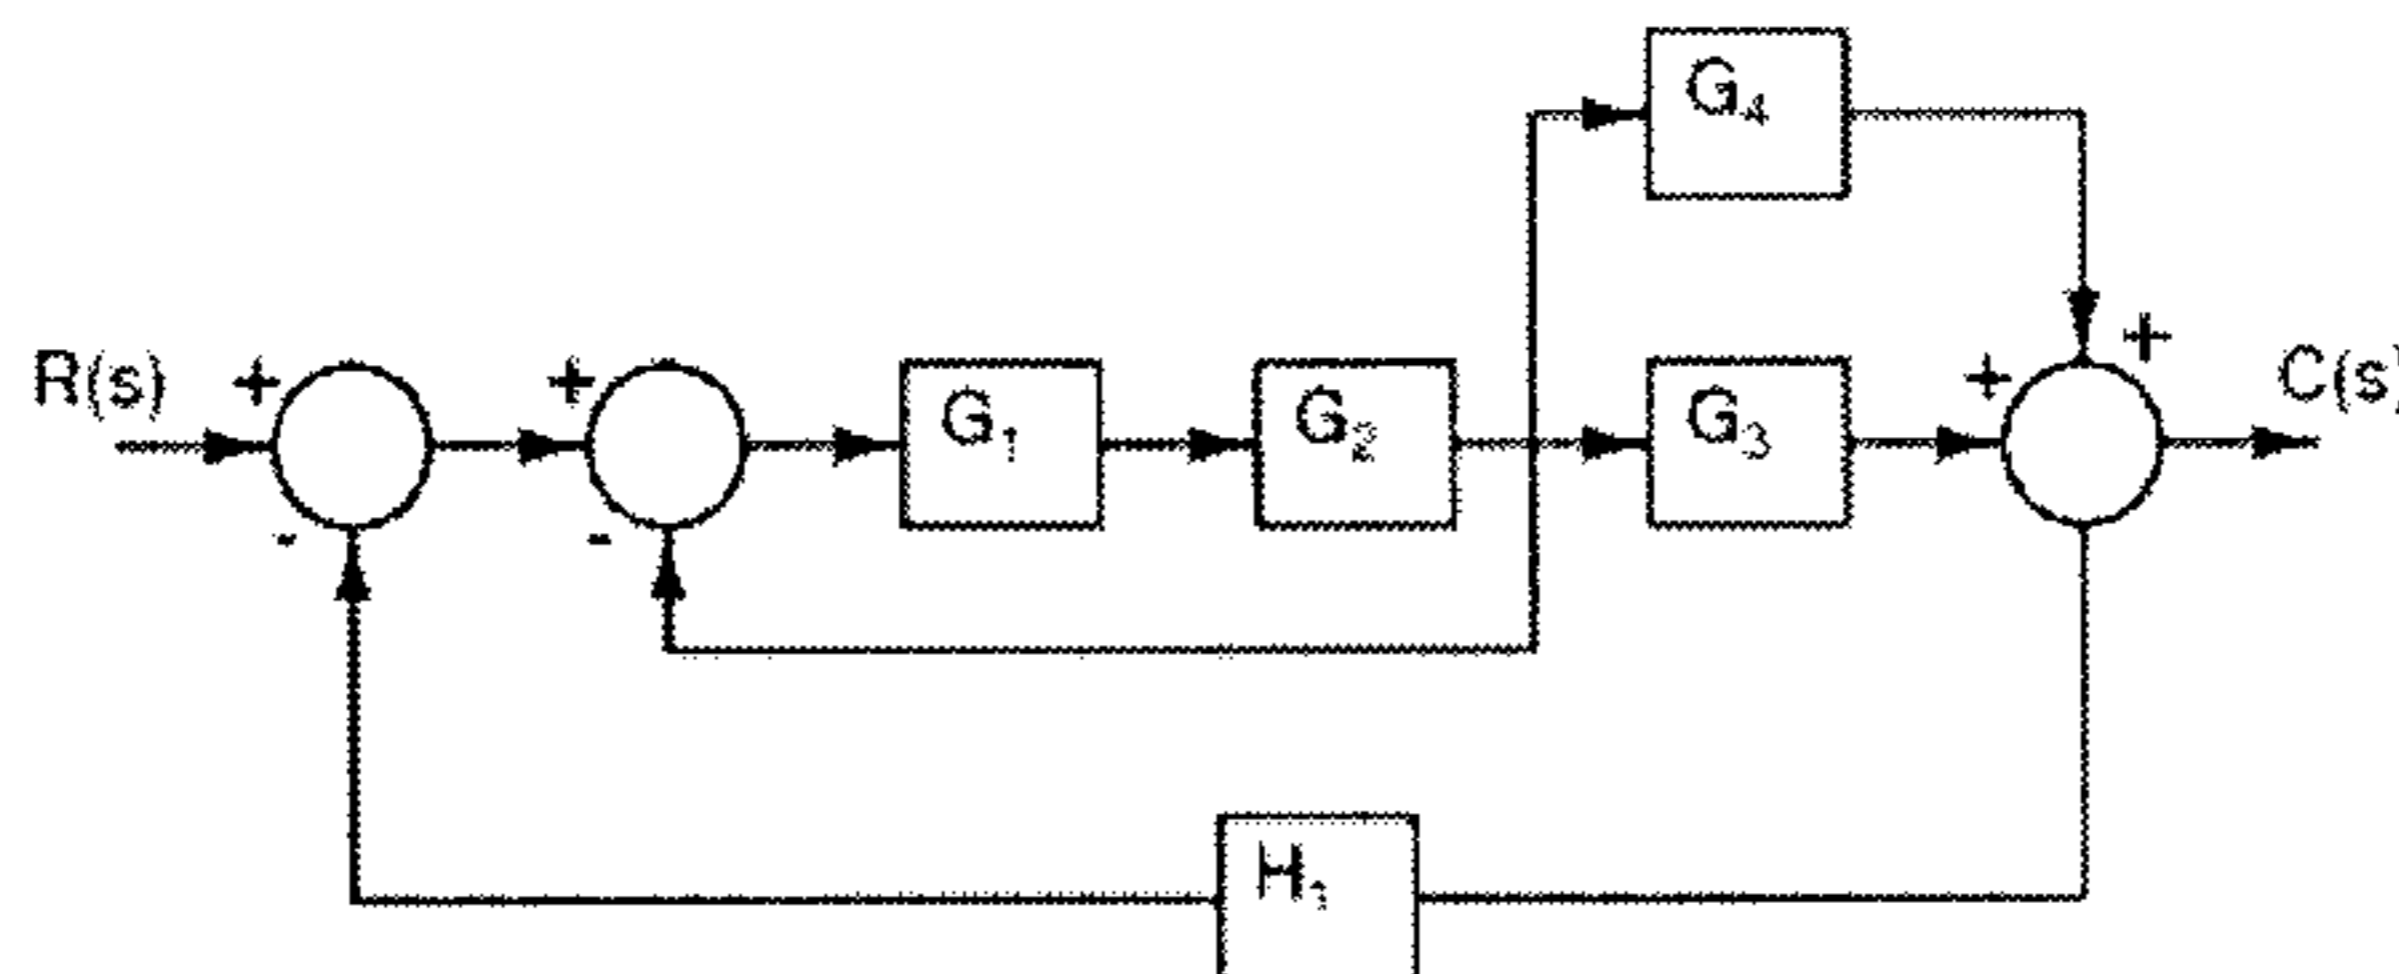 G4
+
R(s) + + G1 G2 G3 + C(s)
- -
H1